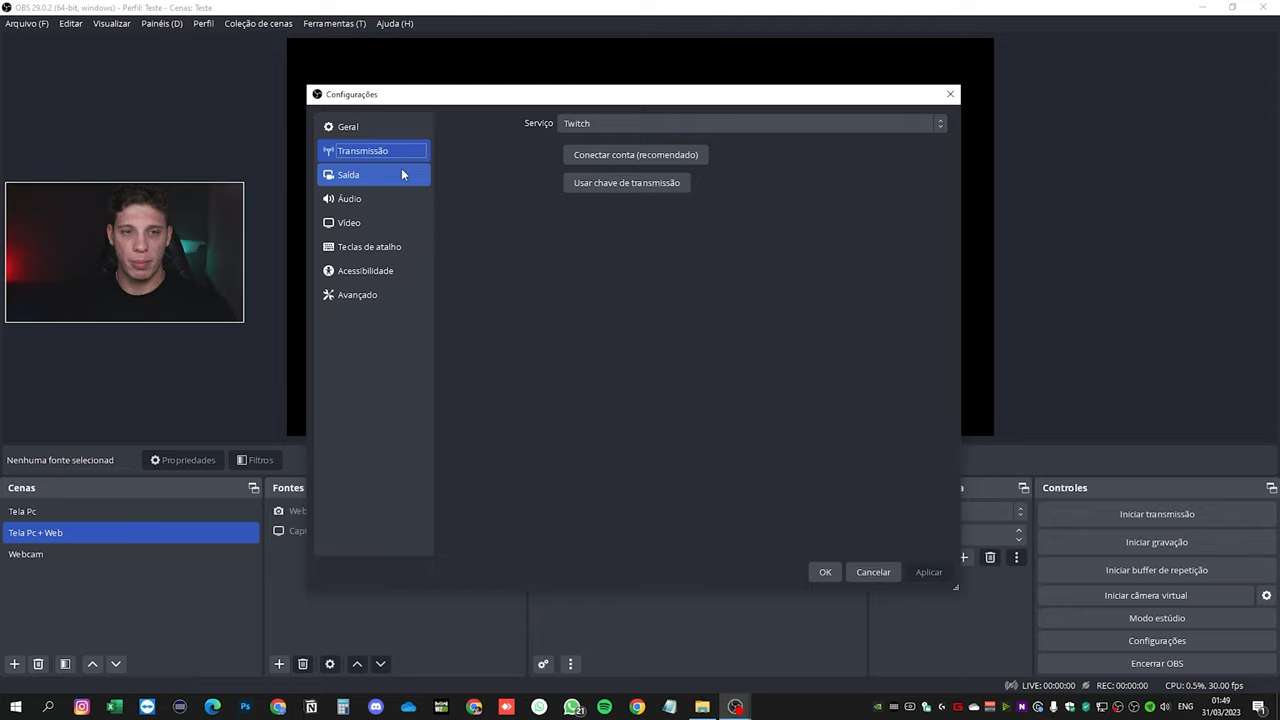 OBS 29.0.2 (64-bit, windows) - Perfil: Teste - Cenas: Teste
Arquivo (F) Editar Visualizar Painéis (D) Perfil Coleção de cenas Ferramentas (T) Ajuda (H)
Configurações
Geral
Transmissão
Saída
Áudio
Vídeo
Teclas de atalho
Acessibilidade
Avançado
Serviço Twitch
Conectar conta (recomendado)
Usar chave de transmissão
OK Cancelar Aplicar
Nenhuma fonte selecionad Propriedades Filtros
Cenas
Tela Pc
Tela Pc + Web
Webcam
Fontes
Web
Capt
a
Controles
Iniciar transmissão
Iniciar gravação
Iniciar buffer de repetição
Iniciar câmera virtual
Modo estúdio
Configurações
Encerrar OBS
LIVE: 00:00:00 REC: 00:00:00 CPU: 0.5%, 30.00 fps
21
ENG
01:49
31/03/2023